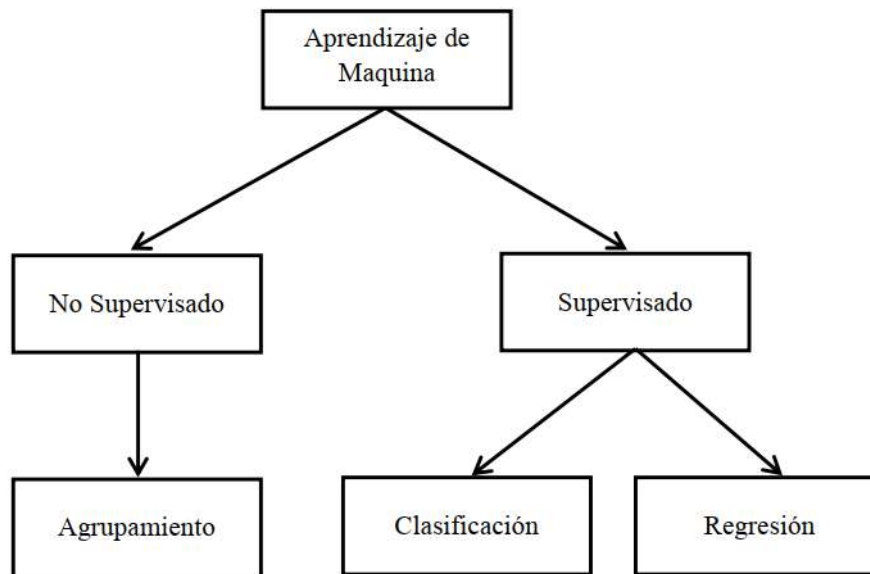 Aprendizaje de
Maquina
No Supervisado
Supervisado
Agrupamiento
Clasificación
Regresión